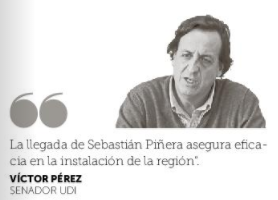 La llegada de Sebastián Piñera asegura efica-
cia en la instalación de la región".
VÍCTOR PÉREZ
SENADOR UDI